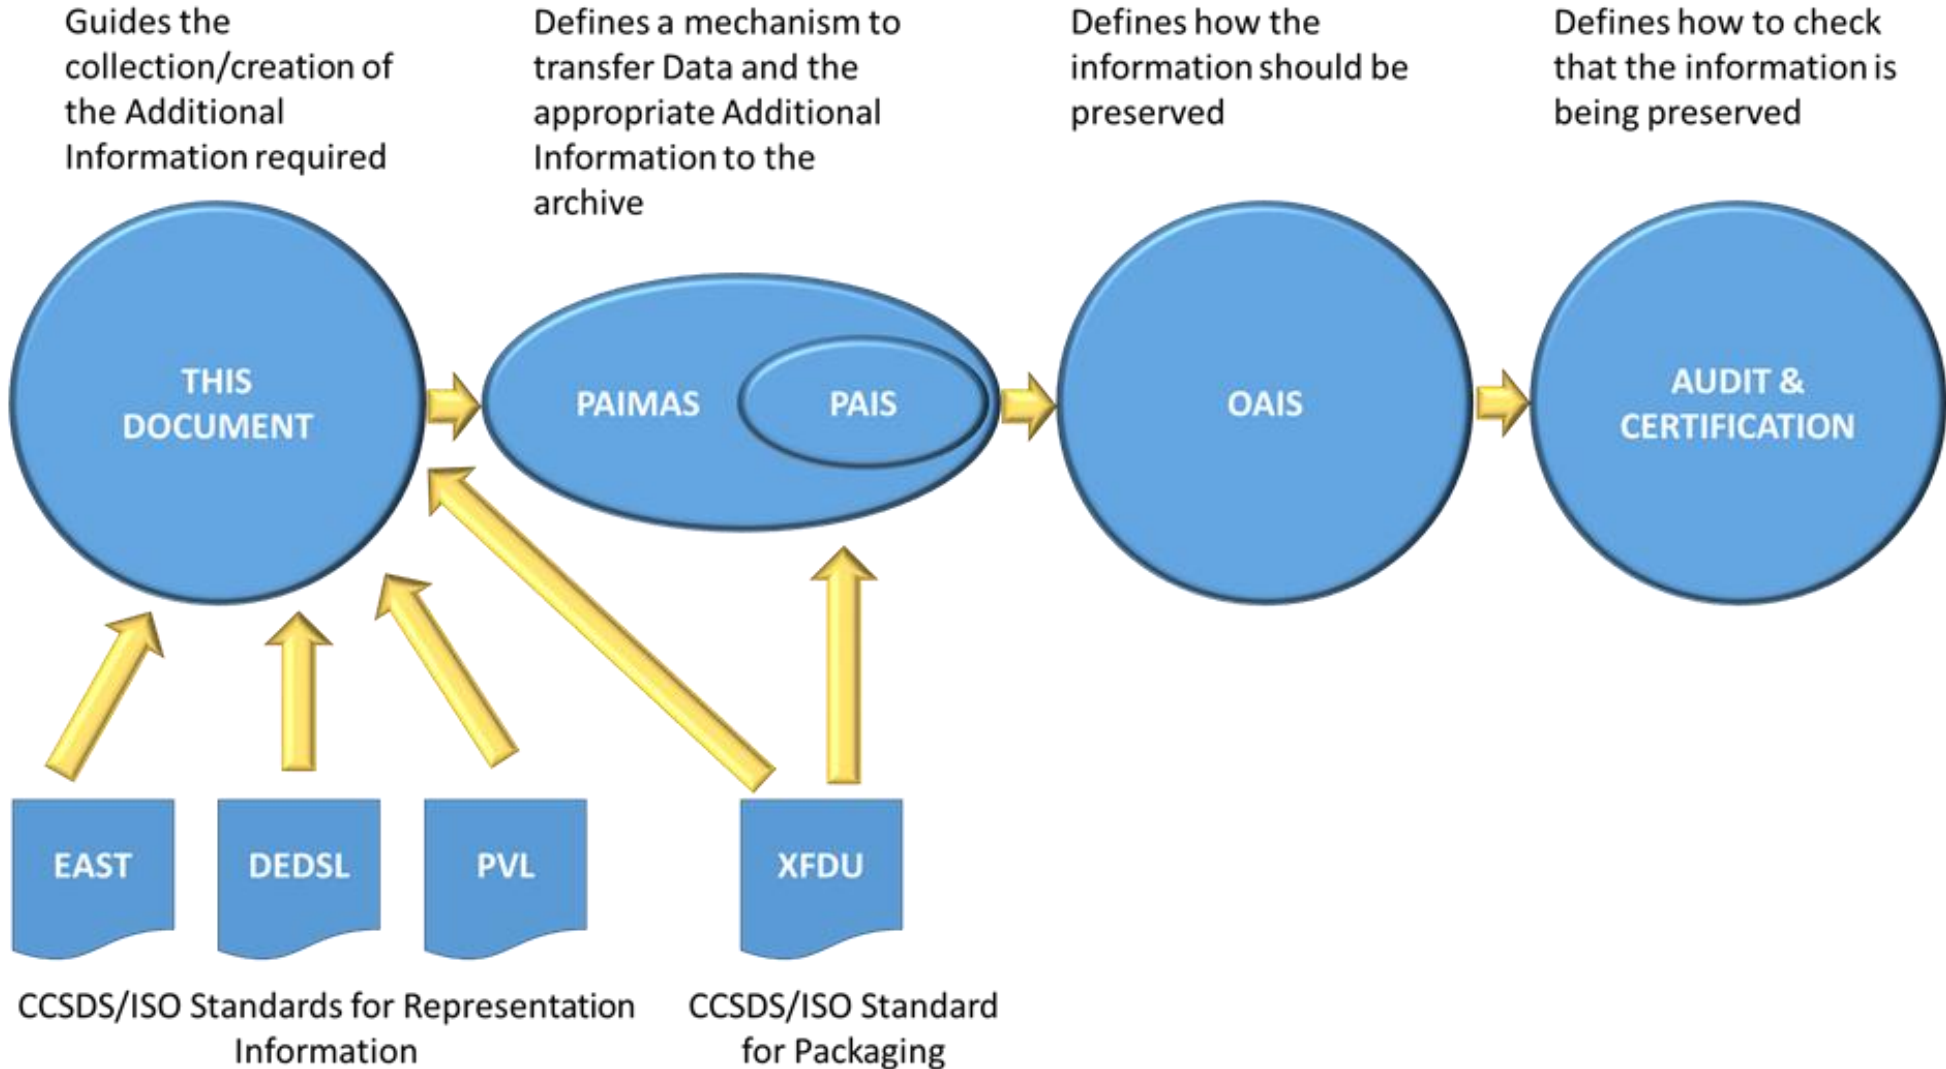 Guides the
collection/creation of
the Additional
Information required
Defines a mechanism to
transfer Data and the
appropriate Additional
Information to the
archive
Defines how the
information should be
preserved
Defines how to check
that the information is
being preserved
THIS
DOCUMENT
PAIMAS
PAIS
OAIS
AUDIT &
CERTIFICATION
EAST
DEDSL
PVL
XFDU
CCSDS/ISO Standards for Representation
Information
CCSDS/ISO Standard
for Packaging